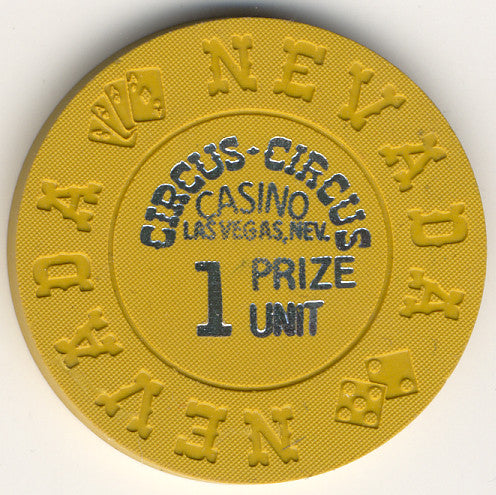 NEVADA
CIRCUS-CIRCUS
CASINO
LAS VEGAS, NEV.
1 PRIZE
UNIT
NEVADA